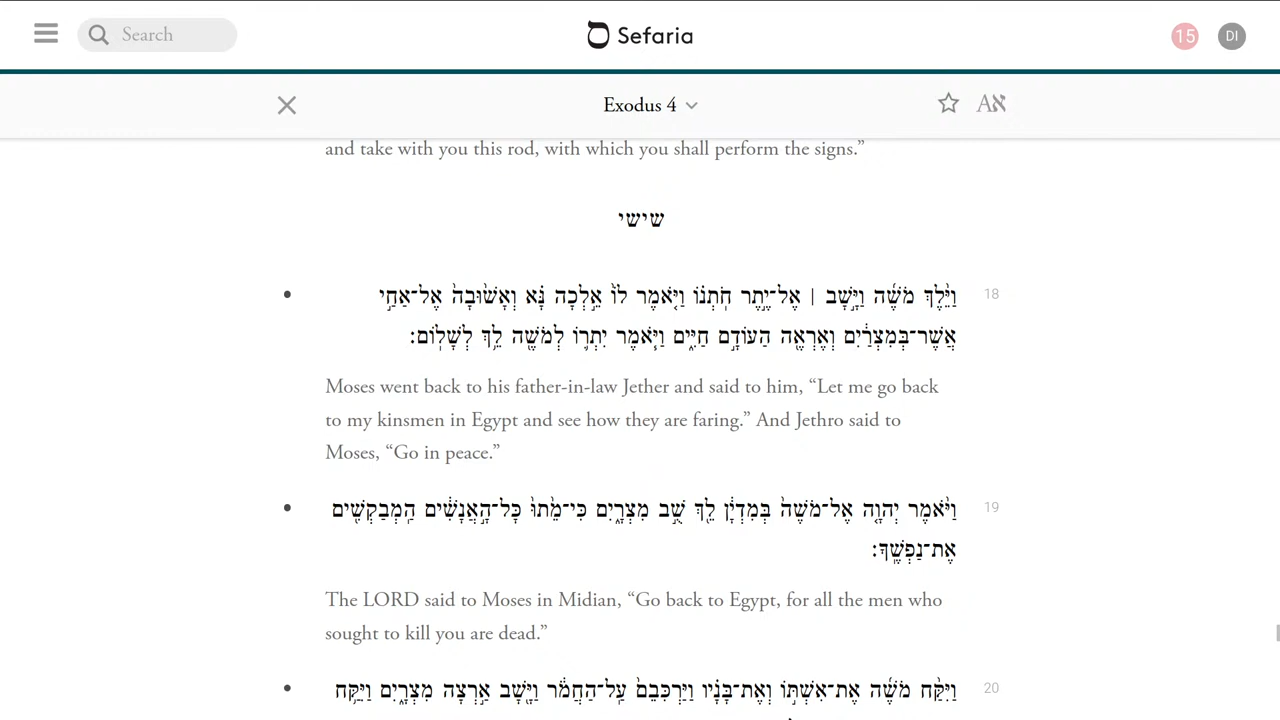 Search
Sefaria
15
DI
Exodus 4
Aא
and take with you this rod, with which you shall perform the signs.”
שישי
18
וַיֵּ֨לֶךְ מֹשֶׁ֜ה וַיָּ֣שׇׁב ׀ אֶל־יֶ֣תֶר חֹֽתְנ֗וֹ וַיֹּ֤אמֶר לוֹ֙ אֵ֣לְכָה נָּ֗א וְאָשׁ֙וּבָה֙ אֶל־אַחַ֣י
אֲשֶׁר־בְּמִצְרַ֔יִם וְאֶרְאֶ֖ה הַעוֹדָ֣ם חַיִּ֑ים וַיֹּ֧אמֶר יִתְר֛וֹ לְמֹשֶׁ֖ה לֵ֥ךְ לְשָׁלֽוֹם׃
Moses went back to his father-in-law Jether and said to him, “Let me go back
to my kinsmen in Egypt and see how they are faring.” And Jethro said to
Moses, “Go in peace.”
19
וַיֹּ֨אמֶר יְהֹוָ֤ה אֶל־מֹשֶׁה֙ בְּמִדְיָ֔ן לֵ֖ךְ שֻׁ֣ב מִצְרָ֑יִם כִּי־מֵ֙תוּ֙ כׇּל־הָ֣אֲנָשִׁ֔ים הַֽמְבַקְשִׁ֖ים
אֶת־נַפְשֶֽׁךָ׃
The LORD said to Moses in Midian, “Go back to Egypt, for all the men who
sought to kill you are dead.”
20
וַיִּקַּ֨ח מֹשֶׁ֜ה אֶת־אִשְׁתּ֣וֹ וְאֶת־בָּנָ֗יו וַיַּרְכִּבֵם֙ עַֽל־הַחֲמֹ֔ר וַיָּ֖שׇׁב אַ֣רְצָה מִצְרָ֑יִם וַיִּקַּ֥ח